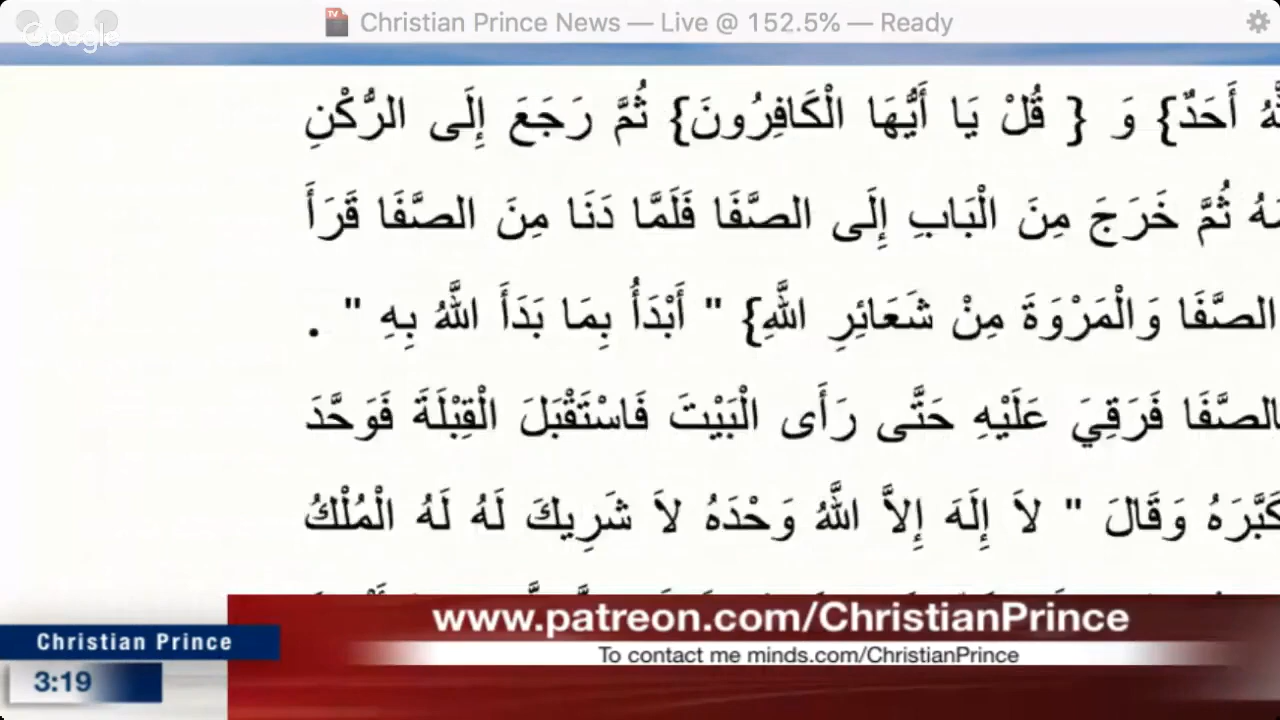 Google
Christian Prince News — Live @ 152.5% — Ready
أَحَدٌ} وَ { قُلْ يَا أَيُّهَا الْكَافِرُونَ} ثُمَّ رَجَعَ إِلَى الرُّكْنِ
ثُمَّ خَرَجَ مِنَ الْبَابِ إِلَى الصَّفَا فَلَمَّا دَنَا مِنَ الصَّفَا قَرَأَ
الصَّفَا وَالْمَرْوَةَ مِنْ شَعَائِرِ اللَّهِ} " أَبْدَأُ بِمَا بَدَأَ اللَّهُ بِهِ " .
بِالصَّفَا فَرَقِيَ عَلَيْهِ حَتَّى رَأَى الْبَيْتَ فَاسْتَقْبَلَ الْقِبْلَةَ فَوَحَّدَ
كَبَّرَهُ وَقَالَ " لاَ إِلَهَ إِلاَّ اللَّهُ وَحْدَهُ لاَ شَرِيكَ لَهُ لَهُ الْمُلْكُ
www.patreon.com/ChristianPrince
To contact me minds.com/ChristianPrince
Christian Prince
3:19